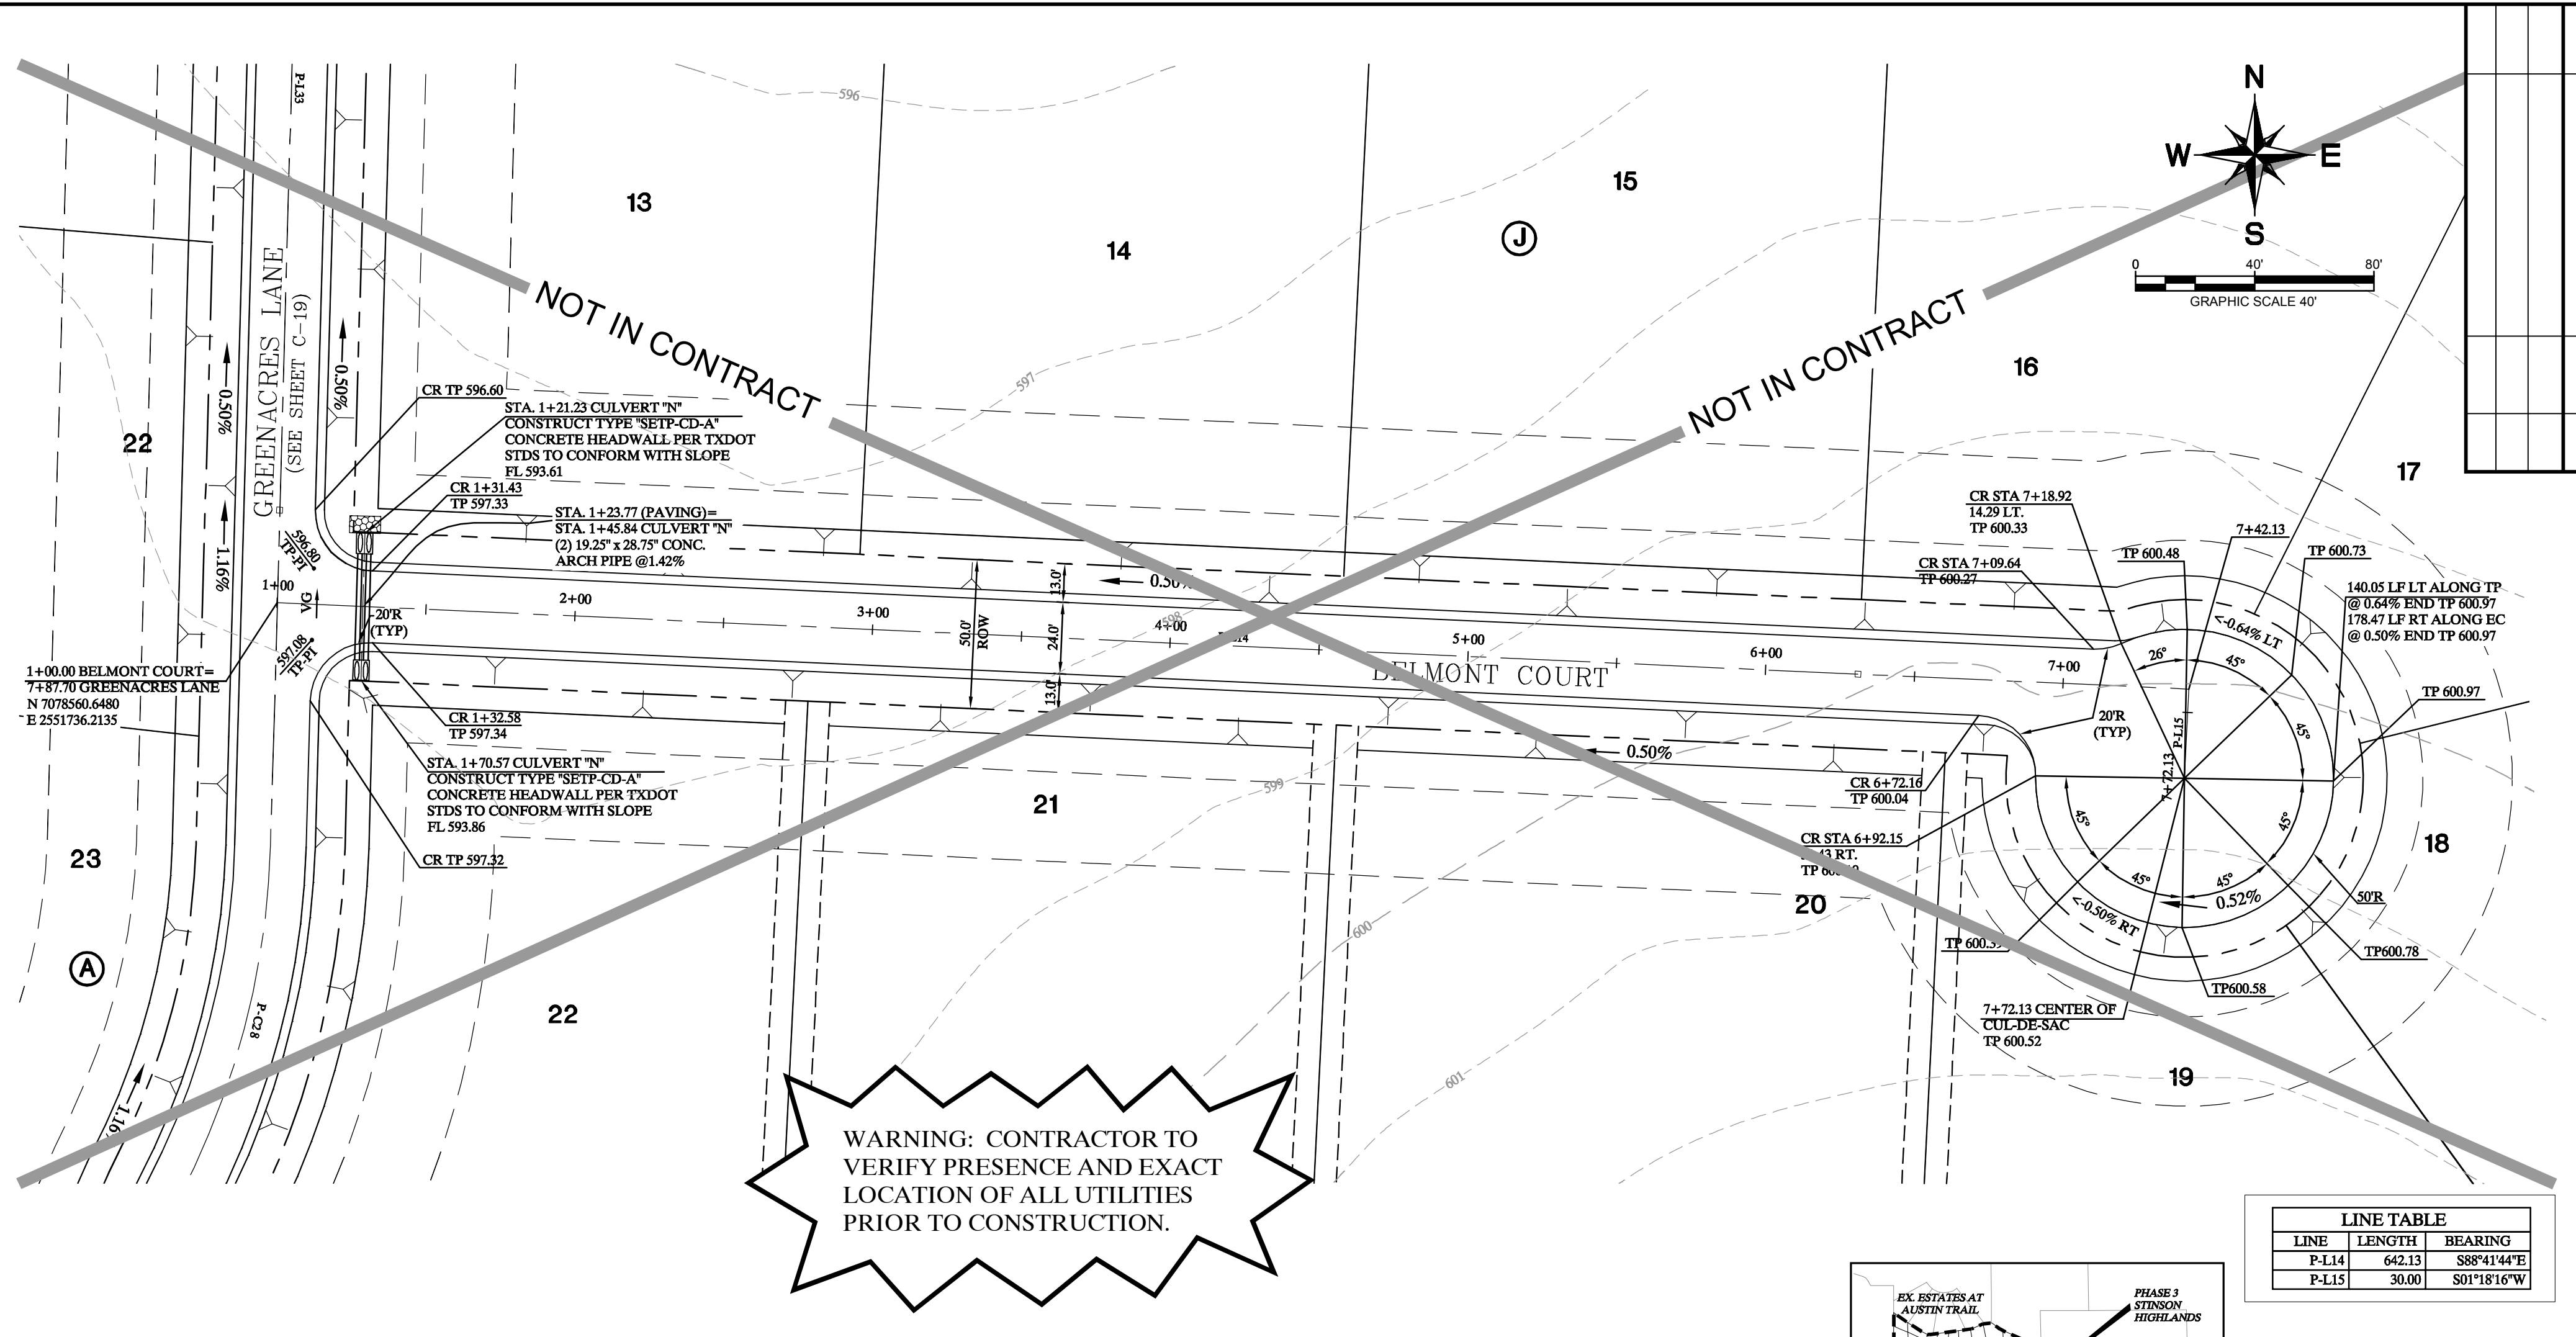 P-L33
596
N
W
E
S
0
40'
80'
GRAPHIC SCALE 40'
13
14
15
J
16
17
NOT IN CONTRACT
NOT IN CONTRACT
597
GREENACRES LANE
(SEE SHEET C-19)
0.50%
0.50%
22
1.16%
CR TP 596.60
STA. 1+21.23 CULVERT "N"
CONSTRUCT TYPE "SETP-CD-A"
CONCRETE HEADWALL PER TXDOT
STDS TO CONFORM WITH SLOPE
FL 593.61
CR 1+31.43
TP 597.33
STA. 1+23.77 (PAVING)=
STA. 1+45.84 CULVERT "N"
(2) 19.25" x 28.75" CONC.
ARCH PIPE @1.42%
596.80
TP-PI
VG
597.08
TP-PI
20'R
(TYP)
1+00
2+00
3+00
4+00
5+00
6+00
7+00
50.0'
ROW
13.0'
24.0'
13.0'
0.50%
598
BELMONT COURT
0.50%
1+00.00 BELMONT COURT=
7+87.70 GREENACRES LANE
N 7078560.6480
E 2551736.2135
CR 1+32.58
TP 597.34
STA. 1+70.57 CULVERT "N"
CONSTRUCT TYPE "SETP-CD-A"
CONCRETE HEADWALL PER TXDOT
STDS TO CONFORM WITH SLOPE
FL 593.86
CR TP 597.32
CR STA 7+18.92
14.29 LT.
TP 600.33
CR STA 7+09.64
TP 600.27
TP 600.48
7+42.13
TP 600.73
140.05 LF LT ALONG TP
@ 0.64% END TP 600.97
178.47 LF RT ALONG EC
@ 0.50% END TP 600.97
<-0.64% LT
26°
45°
45°
45°
45°
45°
45°
TP 600.97
20'R
(TYP)
P-L15
7+72.13
CR 6+72.16
TP 600.04
CR STA 6+92.15
RT.
<-0.50% RT
0.52%
50'R
TP600.78
TP600.58
7+72.13 CENTER OF
CUL-DE-SAC
TP 600.52
599
600
601
21
20
18
19
23
A
22
P-C28
WARNING: CONTRACTOR TO
VERIFY PRESENCE AND EXACT
LOCATION OF ALL UTILITIES
PRIOR TO CONSTRUCTION.
LINE TABLE
LINE LENGTH BEARING
P-L14 642.13 S88°41'44"E
P-L15 30.00 S01°18'16"W
EX. ESTATES AT
AUSTIN TRAIL
PHASE 3
STINSON
HIGHLANDS